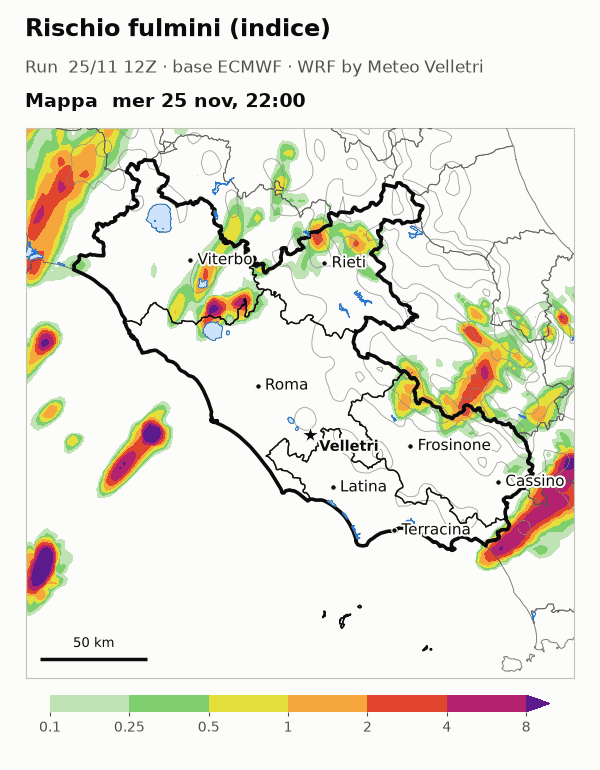 Rischio fulmini (indice)
Run  25/11 12Z · base ECMWF · WRF by Meteo Velletri
Mappa  mer 25 nov, 22:00
Viterbo
Rieti
Roma
Velletri
Frosinone
Cassino
Latina
Terracina
50 km
0.1 0.25 0.5 1 2 4 8